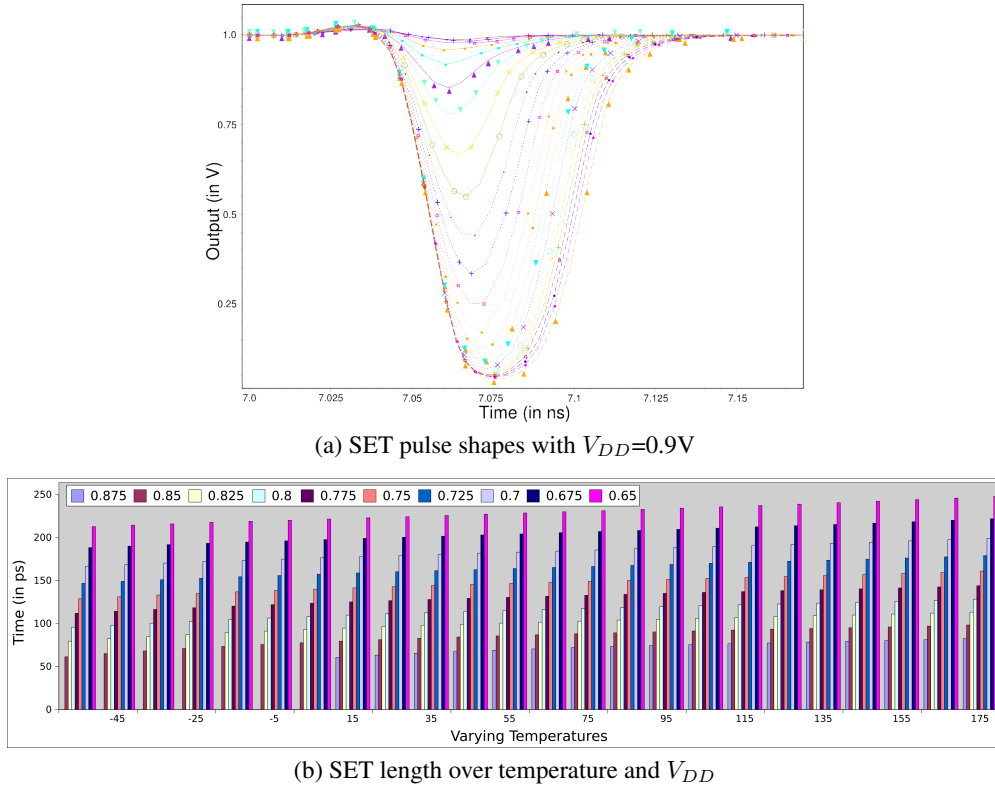 1.0
0.75
0.5
0.25
Output (in V)
7.0 7.025 7.05 7.075 7.1 7.125 7.15
Time (in ns)
(a) SET pulse shapes with V_{DD}=0.9V
0.875 0.85 0.825 0.8 0.775 0.75 0.725 0.7 0.675 0.65
250
200
150
100
50
0
Time (in ps)
-45 -25 -5 15 35 55 75 95 115 135 155 175
Varying Temperatures
(b) SET length over temperature and V_{DD}